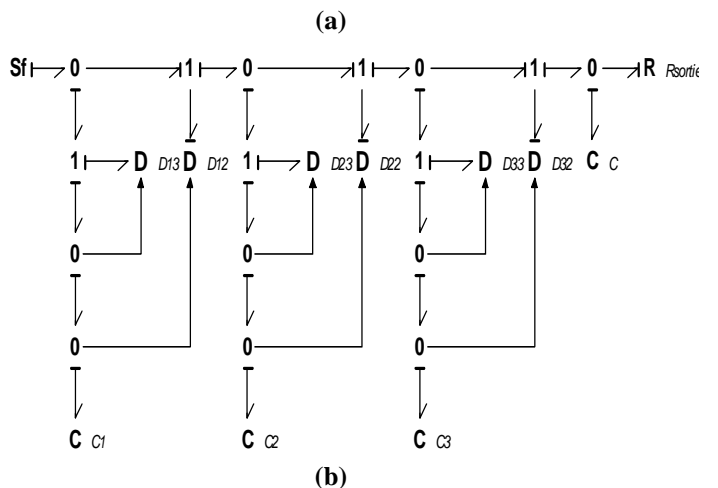 (a)
Sf 0 1 0 1 0 1 0 R Rsortie
1 D D13 D D12 1 D D23 D D22 1 D D33 D D32 C C
0 0 0
0 0 0
C C1 C C2 C C3
(b)